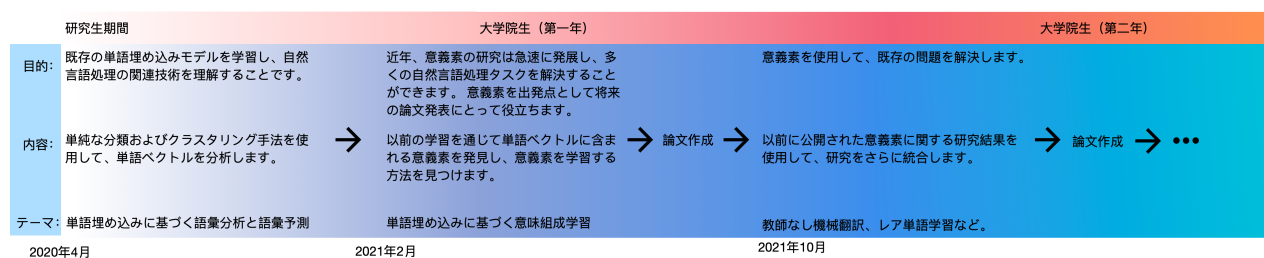 研究生期間
大学院生（第一年）
大学院生（第二年）
目的:
既存の単語埋め込みモデルを学習し、自然
言語処理の関連技術を理解することです。
近年、意義素の研究は急速に発展し、多
くの自然言語処理タスクを解決すること
ができます。 意義素を出発点として将来
の論文発表にとって役立ちます。
意義素を使用して、既存の問題を解決します。
内容:
単純な分類およびクラスタリング手法を使
用して、単語ベクトルを分析します。
以前の学習を通じて単語ベクトルに含ま
れる意義素を発見し、意義素を学習する
方法を見つけます。
論文作成
以前に公開された意義素に関する研究結果を
使用して、研究をさらに統合します。
論文作成
テーマ:
単語埋め込みに基づく語彙分析と語彙予測
単語埋め込みに基づく意味組成学習
教師なし機械翻訳、レア単語学習など。
2020年4月
2021年2月
2021年10月